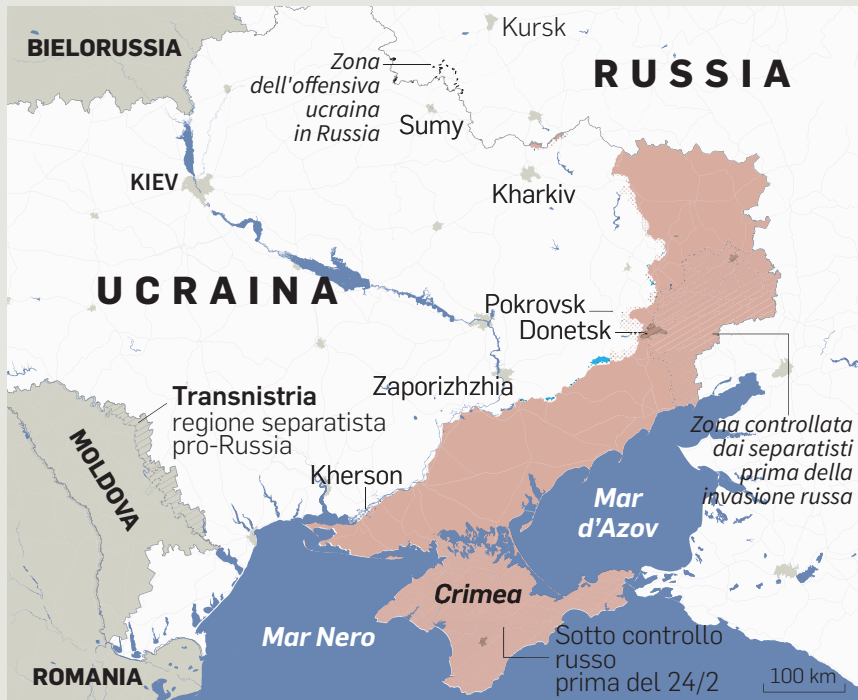 BIELORUSSIA
Kursk
Zona
dell'offensiva
ucraina
in Russia
RUSSIA
Sumy
KIEV
Kharkiv
UCRAINA
Pokrovsk
Donetsk
Zaporizhzhia
Transnistria
regione separatista
pro-Russia
MOLDOVA
Kherson
Zona controllata
dai separatisti
prima della
invasione russa
Mar
d'Azov
Crimea
Mar Nero
Sotto controllo
russo
prima del 24/2
ROMANIA
100 km